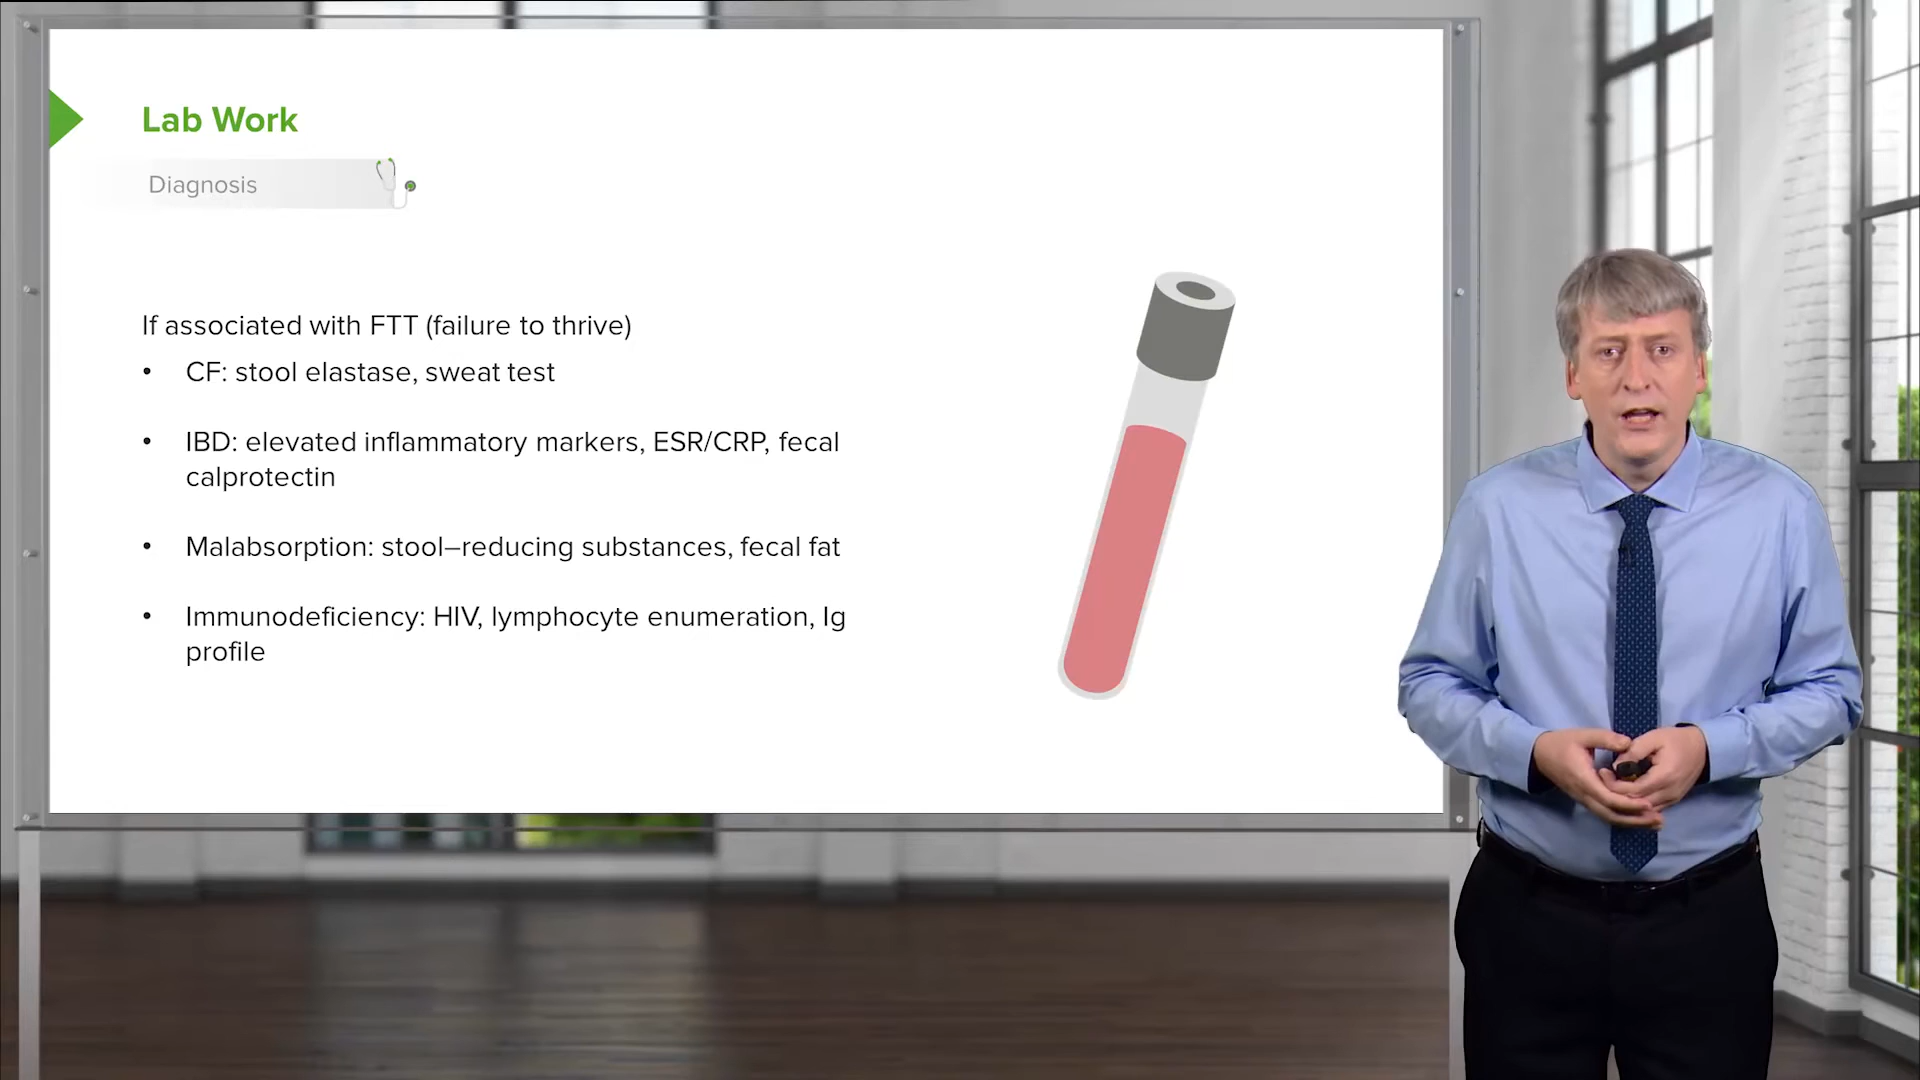 Lab Work
Diagnosis
If associated with FTT (failure to thrive)
• CF: stool elastase, sweat test
• IBD: elevated inflammatory markers, ESR/CRP, fecal
calprotectin
• Malabsorption: stool–reducing substances, fecal fat
• Immunodeficiency: HIV, lymphocyte enumeration, Ig
profile